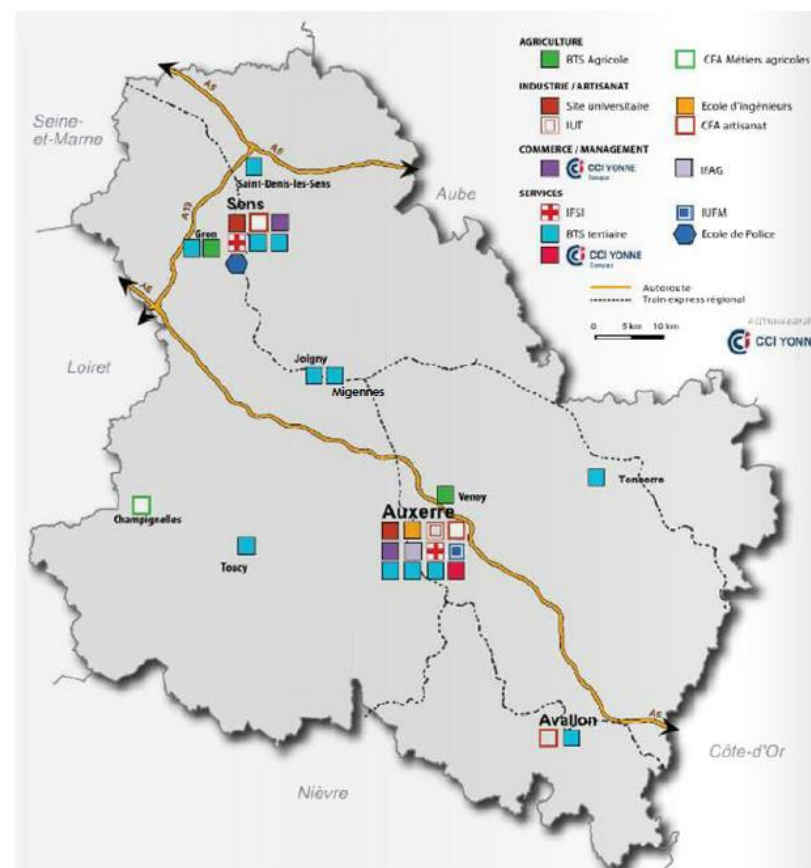 AGRICULTURE
BTS Agricole
CFA Métiers agricoles
INDUSTRIE / ARTISANAT
Site universitaire
Ecole d'ingénieurs
IUT
CFA artisanat
COMMERCE / MANAGEMENT
CCI YONNE
IFAG
SERVICES
IFSI
IUFM
BTS tertiaire
Ecole de Police
CCI YONNE
Autoroute
Train express régional
0 5 km 10 km
CCI YONNE
Seine-
et-Marne
A5
A5
Aube
Saint-Denis-les-Sens
Sens
A19
Gron
A6
Loiret
Joigny
Migennes
Tonnerre
Venoy
Champignelles
Auxerre
Toucy
A6
Avallon
Côte-d'Or
Nièvre